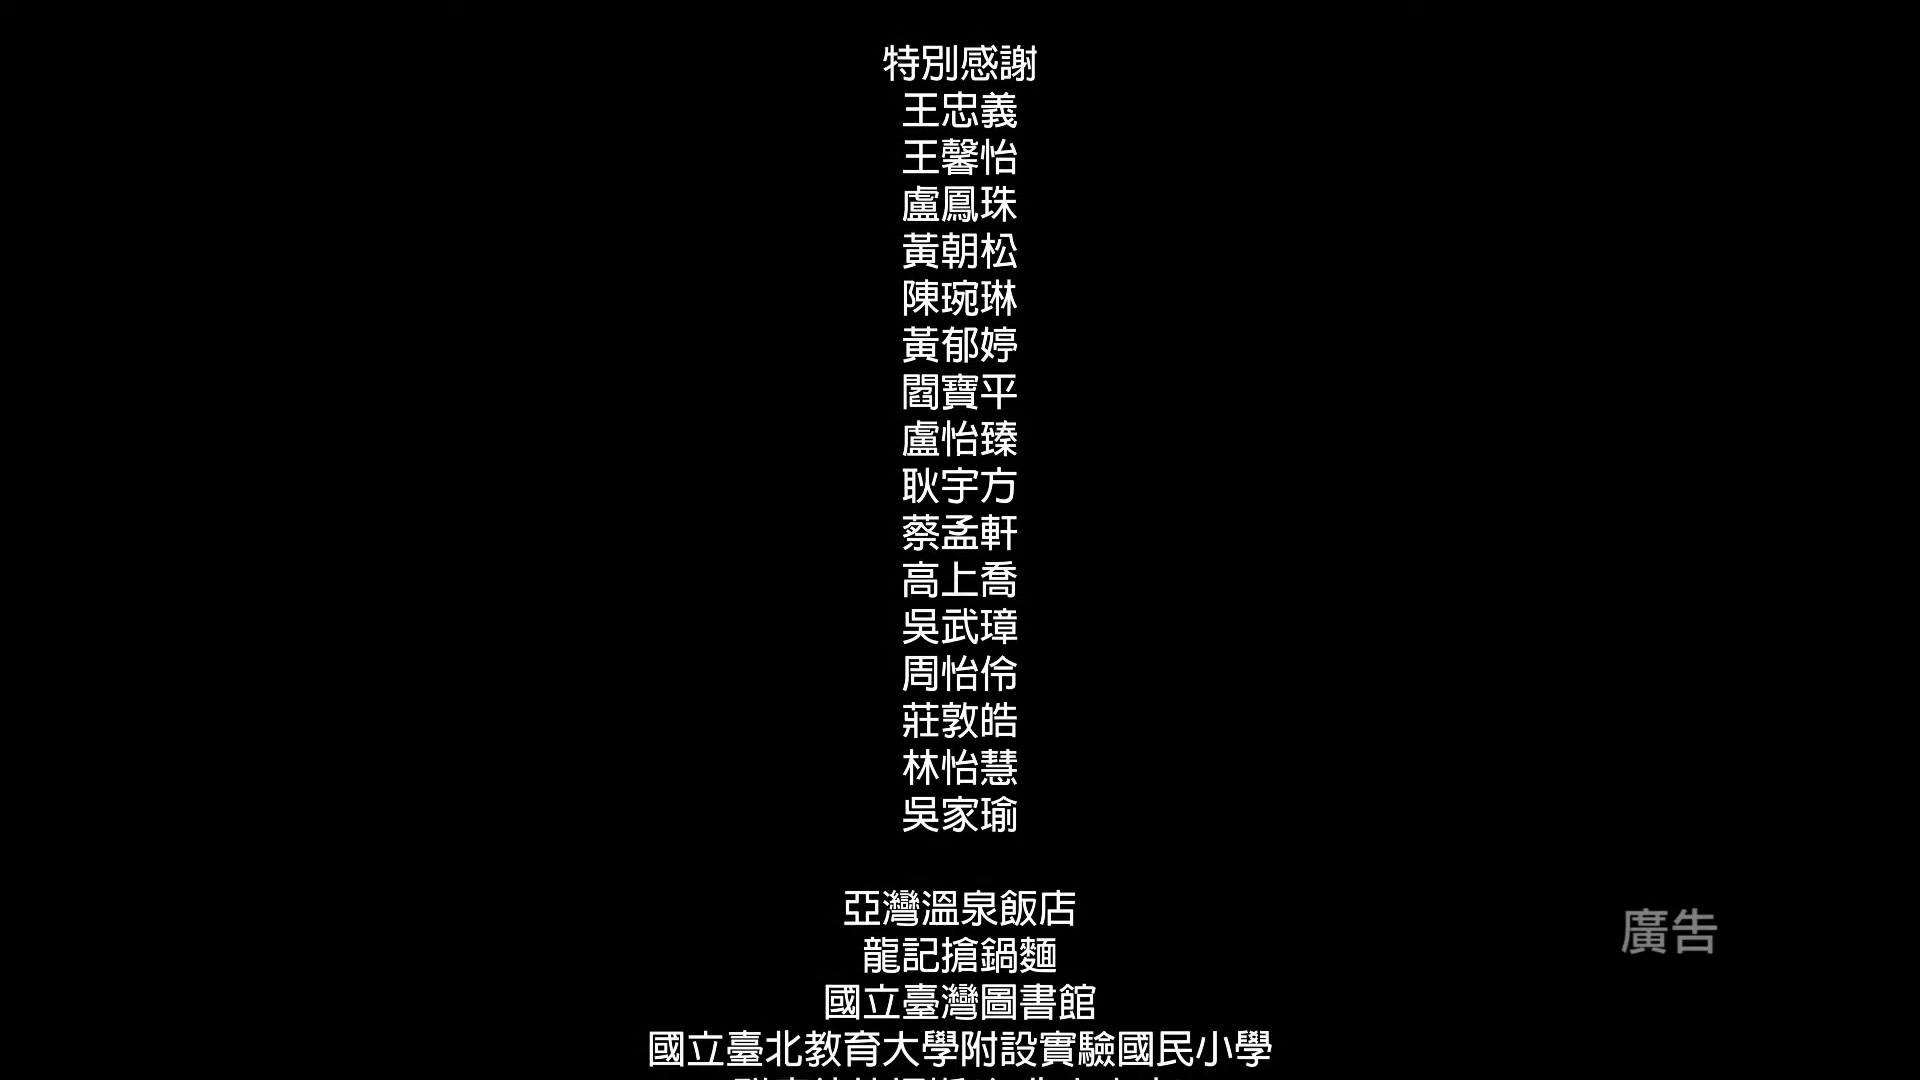 特別感謝
王忠義
王馨怡
盧鳳珠
黃朝松
陳琬琳
黃郁婷
閻寶平
盧怡臻
耿宇方
蔡孟軒
高上喬
吳武璋
周怡伶
莊敦皓
林怡慧
吳家瑜
亞灣溫泉飯店
龍記搶鍋麵
廣告
國立臺灣圖書館
國立臺北教育大學附設實驗國民小學